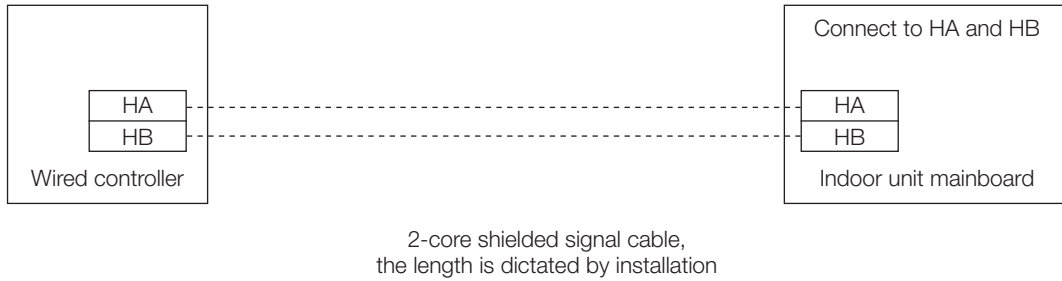 Connect to HA and HB
HA
HB
Wired controller
HA
HB
Indoor unit mainboard
2-core shielded signal cable,
the length is dictated by installation